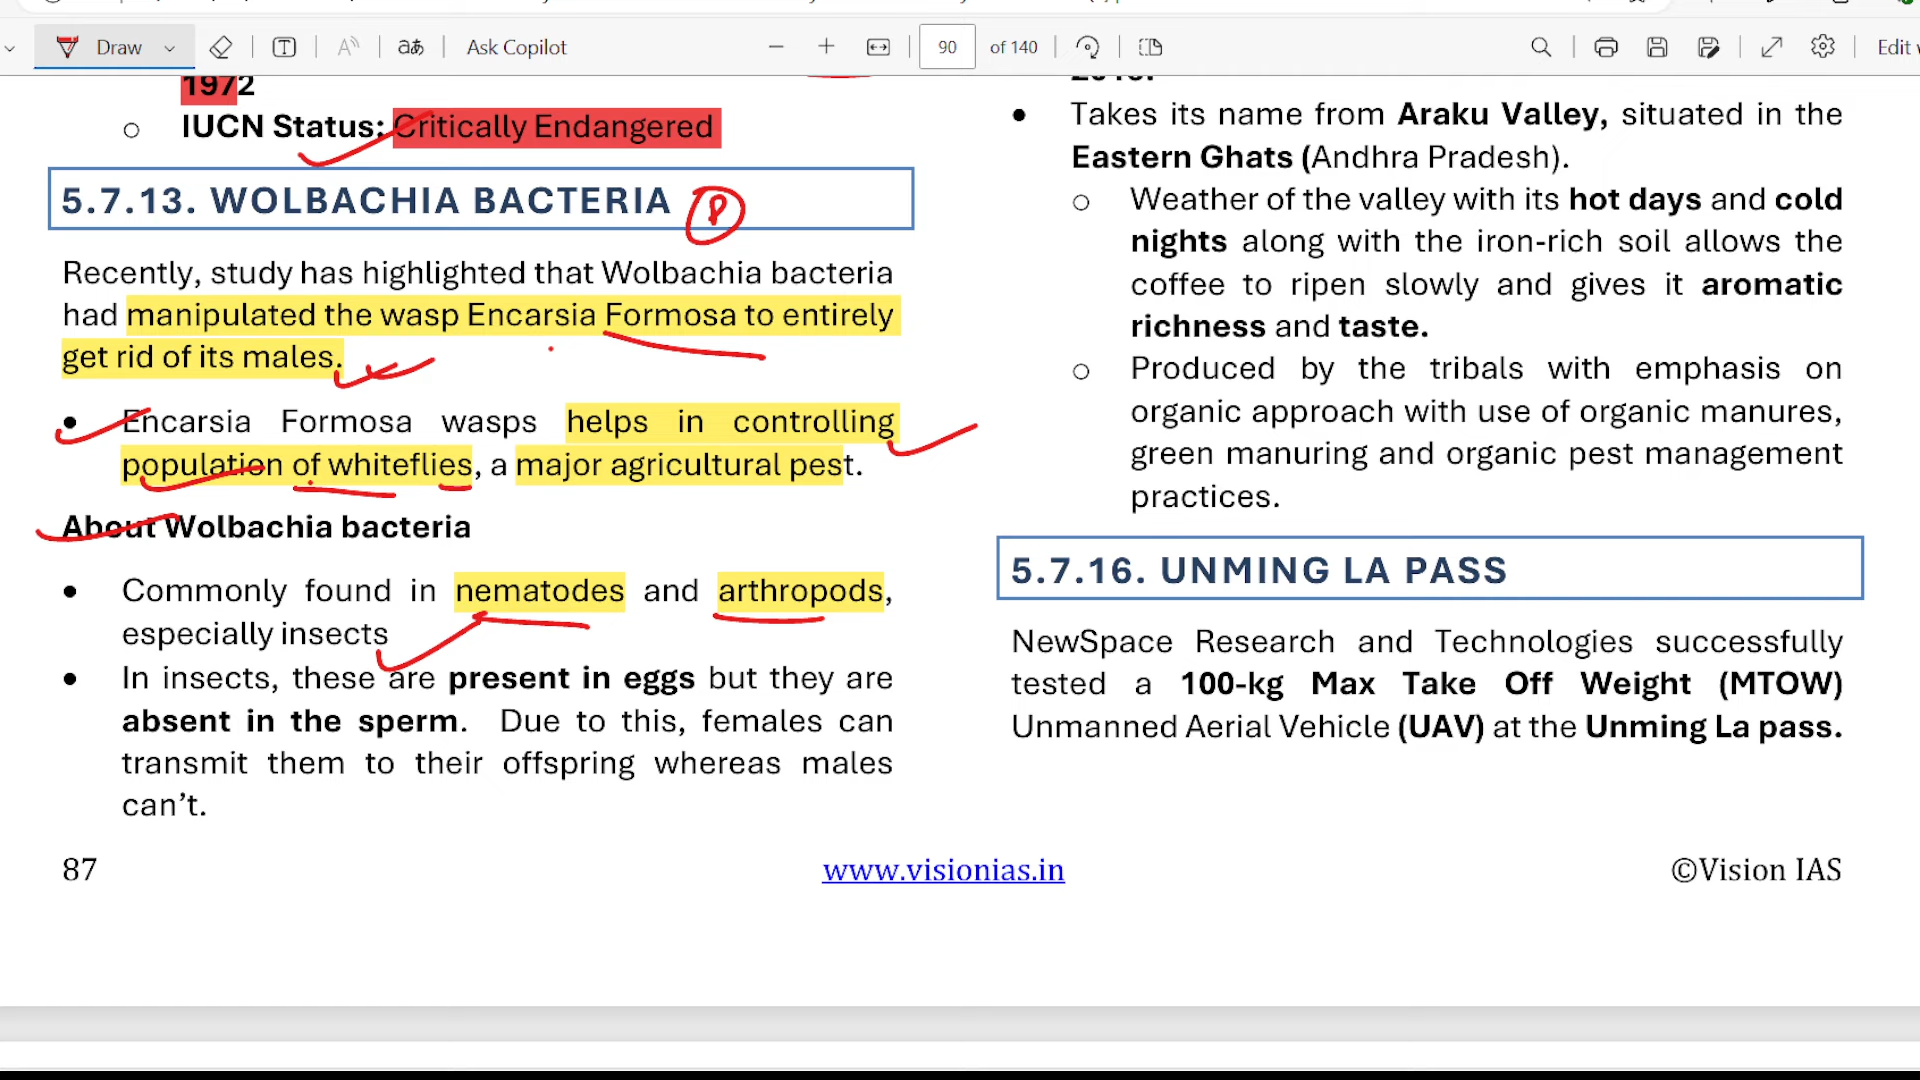 Draw
aあ
Ask Copilot
90
of 140
Edit
1972
IUCN Status: Critically Endangered
5.7.13. WOLBACHIA BACTERIA P
Recently, study has highlighted that Wolbachia bacteria
had manipulated the wasp Encarsia Formosa to entirely
get rid of its males.
Encarsia Formosa wasps helps in controlling
population of whiteflies, a major agricultural pest.
About Wolbachia bacteria
Commonly found in nematodes and arthropods,
especially insects
In insects, these are present in eggs but they are
absent in the sperm. Due to this, females can
transmit them to their offspring whereas males
can’t.
Takes its name from Araku Valley, situated in the
Eastern Ghats (Andhra Pradesh).
Weather of the valley with its hot days and cold
nights along with the iron-rich soil allows the
coffee to ripen slowly and gives it aromatic
richness and taste.
Produced by the tribals with emphasis on
organic approach with use of organic manures,
green manuring and organic pest management
practices.
5.7.16. UNMING LA PASS
NewSpace Research and Technologies successfully
tested a 100-kg Max Take Off Weight (MTOW)
Unmanned Aerial Vehicle (UAV) at the Unming La pass.
87
www.visionias.in
©Vision IAS